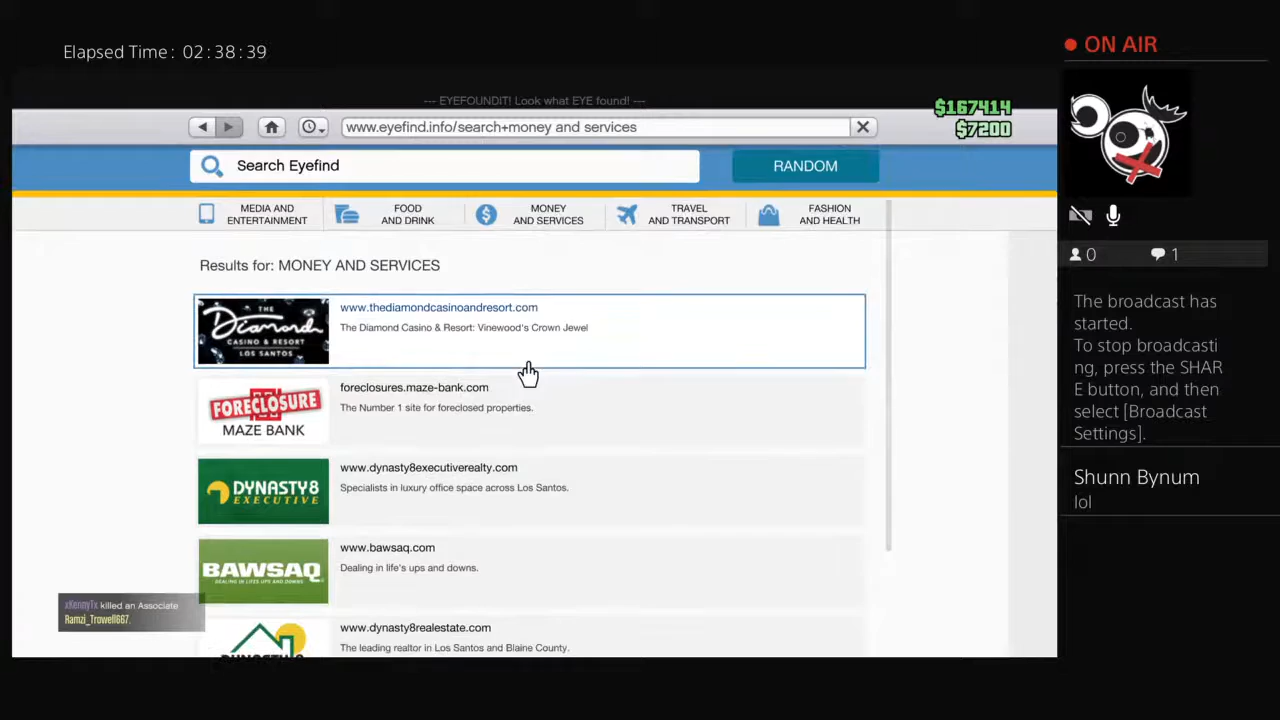 Elapsed Time: 02:38:39
ON AIR
--- EYEFOUNDIT! Look what EYE found! ---
$167414
$7200
www.eyefind.info/search+money and services
Search Eyefind
RANDOM
MEDIA AND
ENTERTAINMENT
FOOD
AND DRINK
MONEY
AND SERVICES
TRAVEL
AND TRANSPORT
FASHION
AND HEALTH
0
1
Results for: MONEY AND SERVICES
THE
Diamond
CASINO & RESORT
LOS SANTOS
www.thediamondcasinoandresort.com
The Diamond Casino & Resort: Vinewood's Crown Jewel
FORECLOSURE
MAZE BANK
foreclosures.maze-bank.com
The Number 1 site for foreclosed properties.
DYNASTY8
EXECUTIVE
www.dynasty8executiverealty.com
Specialists in luxury office space across Los Santos.
BAWSAQ
DEALING IN LIFE'S UPS AND DOWNS.
www.bawsaq.com
Dealing in life's ups and downs.
xKennyTx killed an Associate
Ramzi_Trowell667.
DYNASTY 8
www.dynasty8realestate.com
The leading realtor in Los Santos and Blaine County.
The broadcast has
started.
To stop broadcasti
ng, press the SHAR
E button, and then
select [Broadcast
Settings].
Shunn Bynum
lol